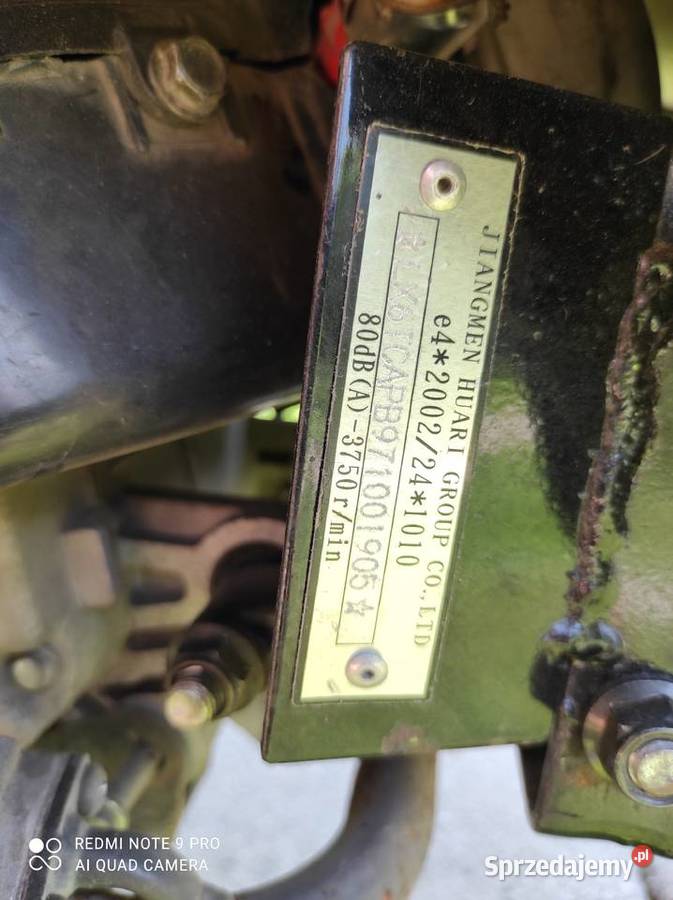 JIANGMEN HUARI GROUP CO.,LTD
e4*2002/24*1010
☆LX6TCAPB971001905☆
80dB(A)-3750r/min
REDMI NOTE 9 PRO
AI QUAD CAMERA
Sprzedajemy.pl